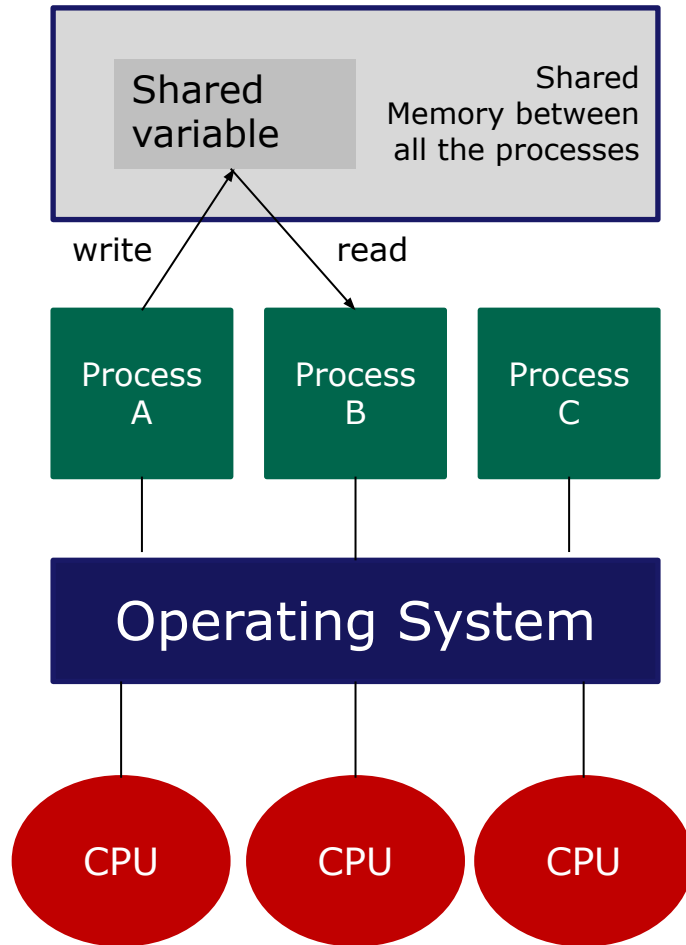 Shared
variable
Shared
Memory between
all the processes
write
read
Process
A
Process
B
Process
C
Operating System
CPU
CPU
CPU